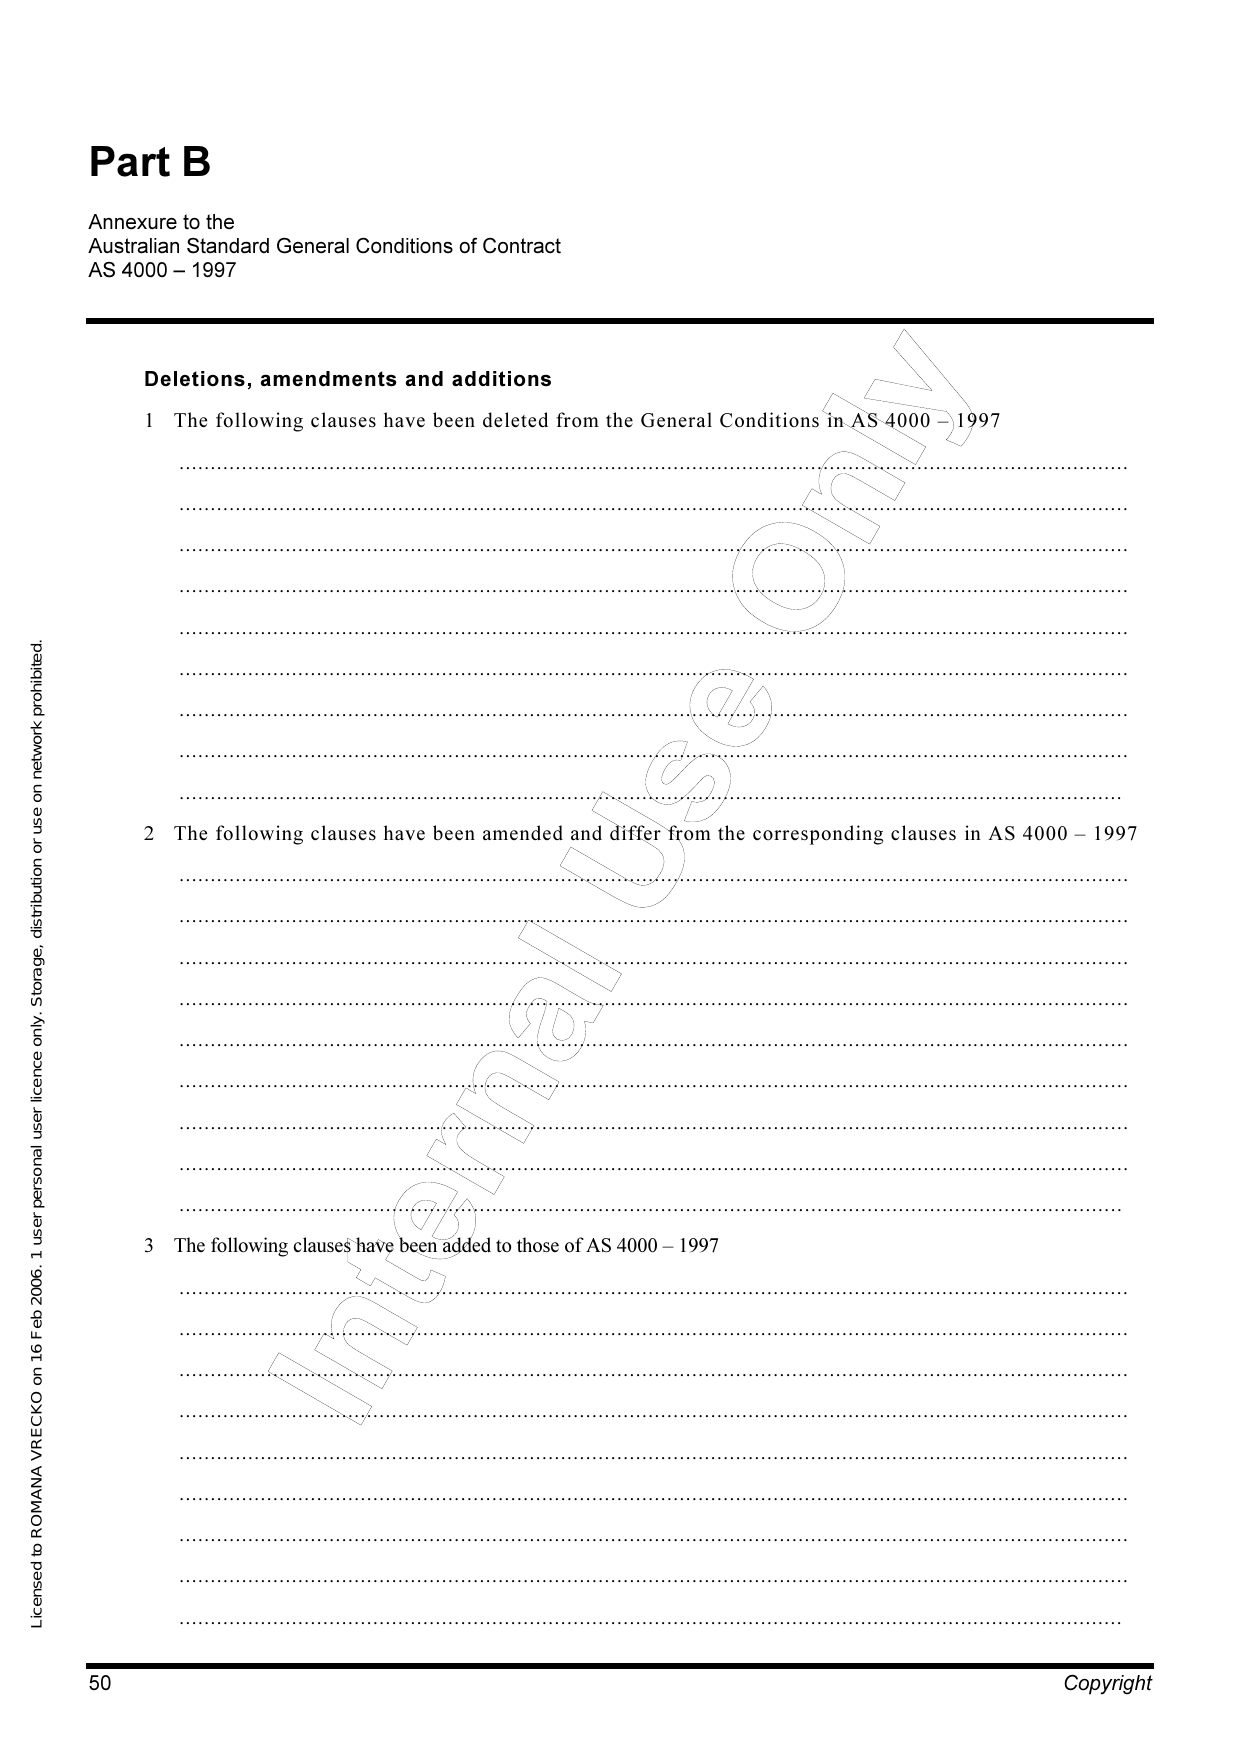 Part B
Annexure to the
Australian Standard General Conditions of Contract
AS 4000 – 1997
Deletions, amendments and additions
1 The following clauses have been deleted from the General Conditions in AS 4000 – 1997
2 The following clauses have been amended and differ from the corresponding clauses in AS 4000 – 1997
3 The following clauses have been added to those of AS 4000 – 1997
Internal Use Only
Licensed to ROMANA VRECKO on 16 Feb 2006. 1 user personal user licence only. Storage, distribution or use on network prohibited.
50
Copyright